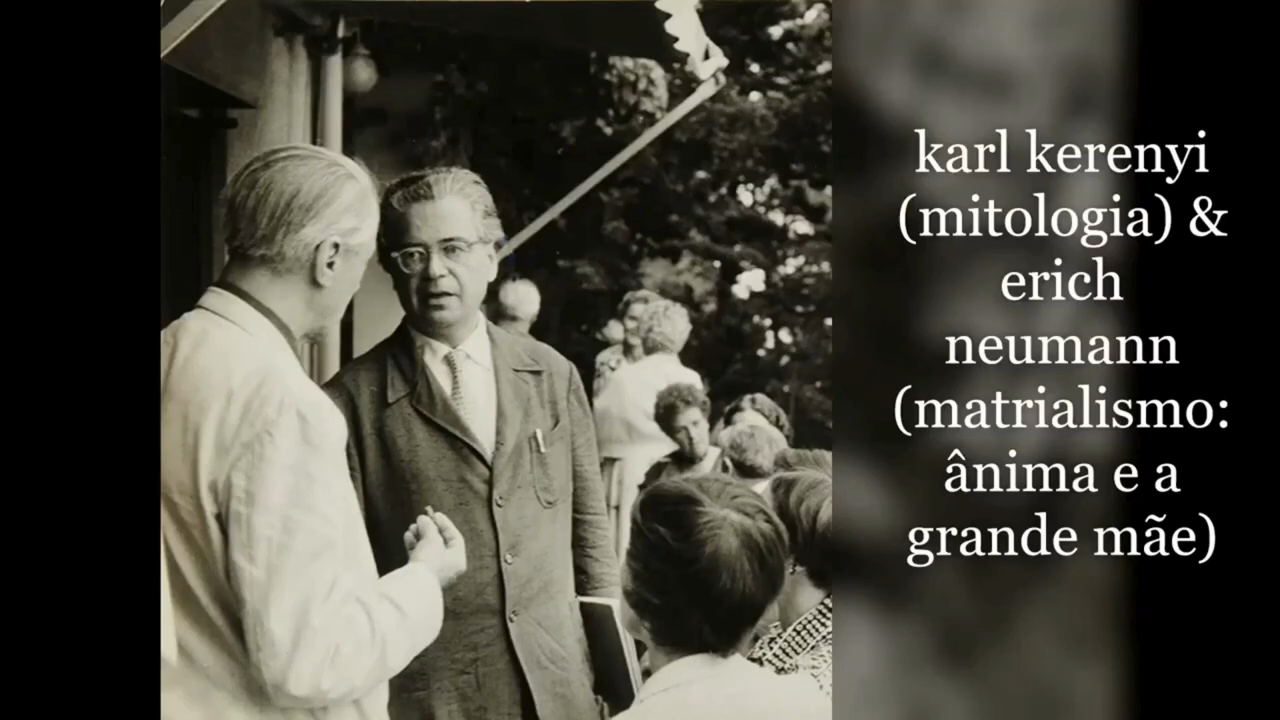 karl kerenyi
(mitologia) &
erich
neumann
(matrialismo:
ânima e a
grande mãe)